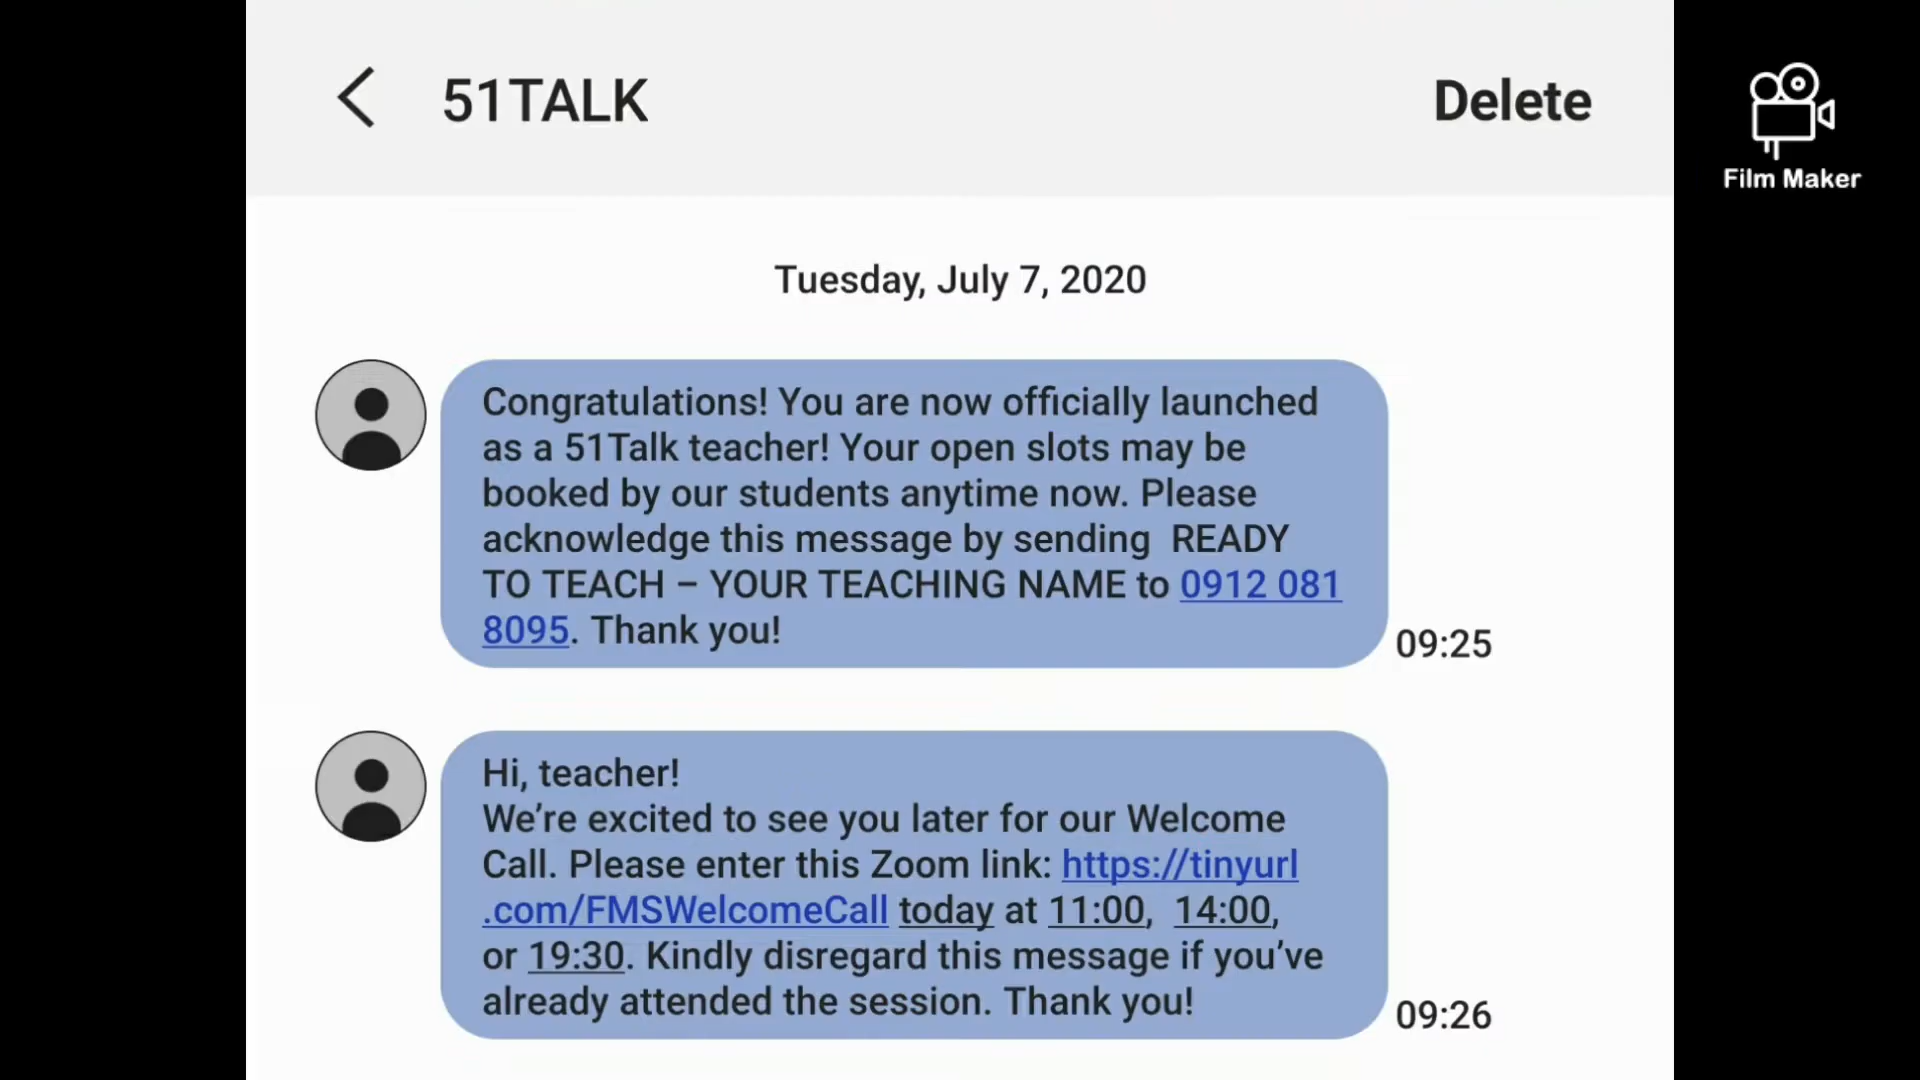 51TALK
Delete
Film Maker
Tuesday, July 7, 2020
Congratulations! You are now officially launched
as a 51Talk teacher! Your open slots may be
booked by our students anytime now. Please
acknowledge this message by sending  READY
TO TEACH – YOUR TEACHING NAME to 0912 081
8095. Thank you!
09:25
Hi, teacher!
We’re excited to see you later for our Welcome
Call. Please enter this Zoom link: https://tinyurl
.com/FMSWelcomeCall today at 11:00,  14:00,
or 19:30. Kindly disregard this message if you’ve
already attended the session. Thank you!
09:26